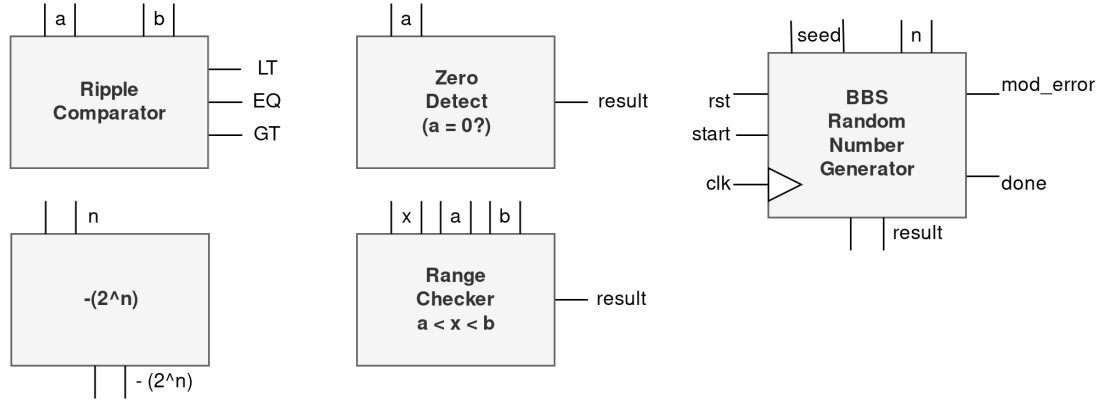 a
b
Ripple
Comparator
LT
EQ
GT
a
Zero
Detect
(a = 0?)
result
seed
n
rst
start
clk
BBS
Random
Number
Generator
mod_error
done
result
n
-(2^n)
- (2^n)
x
a
b
Range
Checker
a < x < b
result